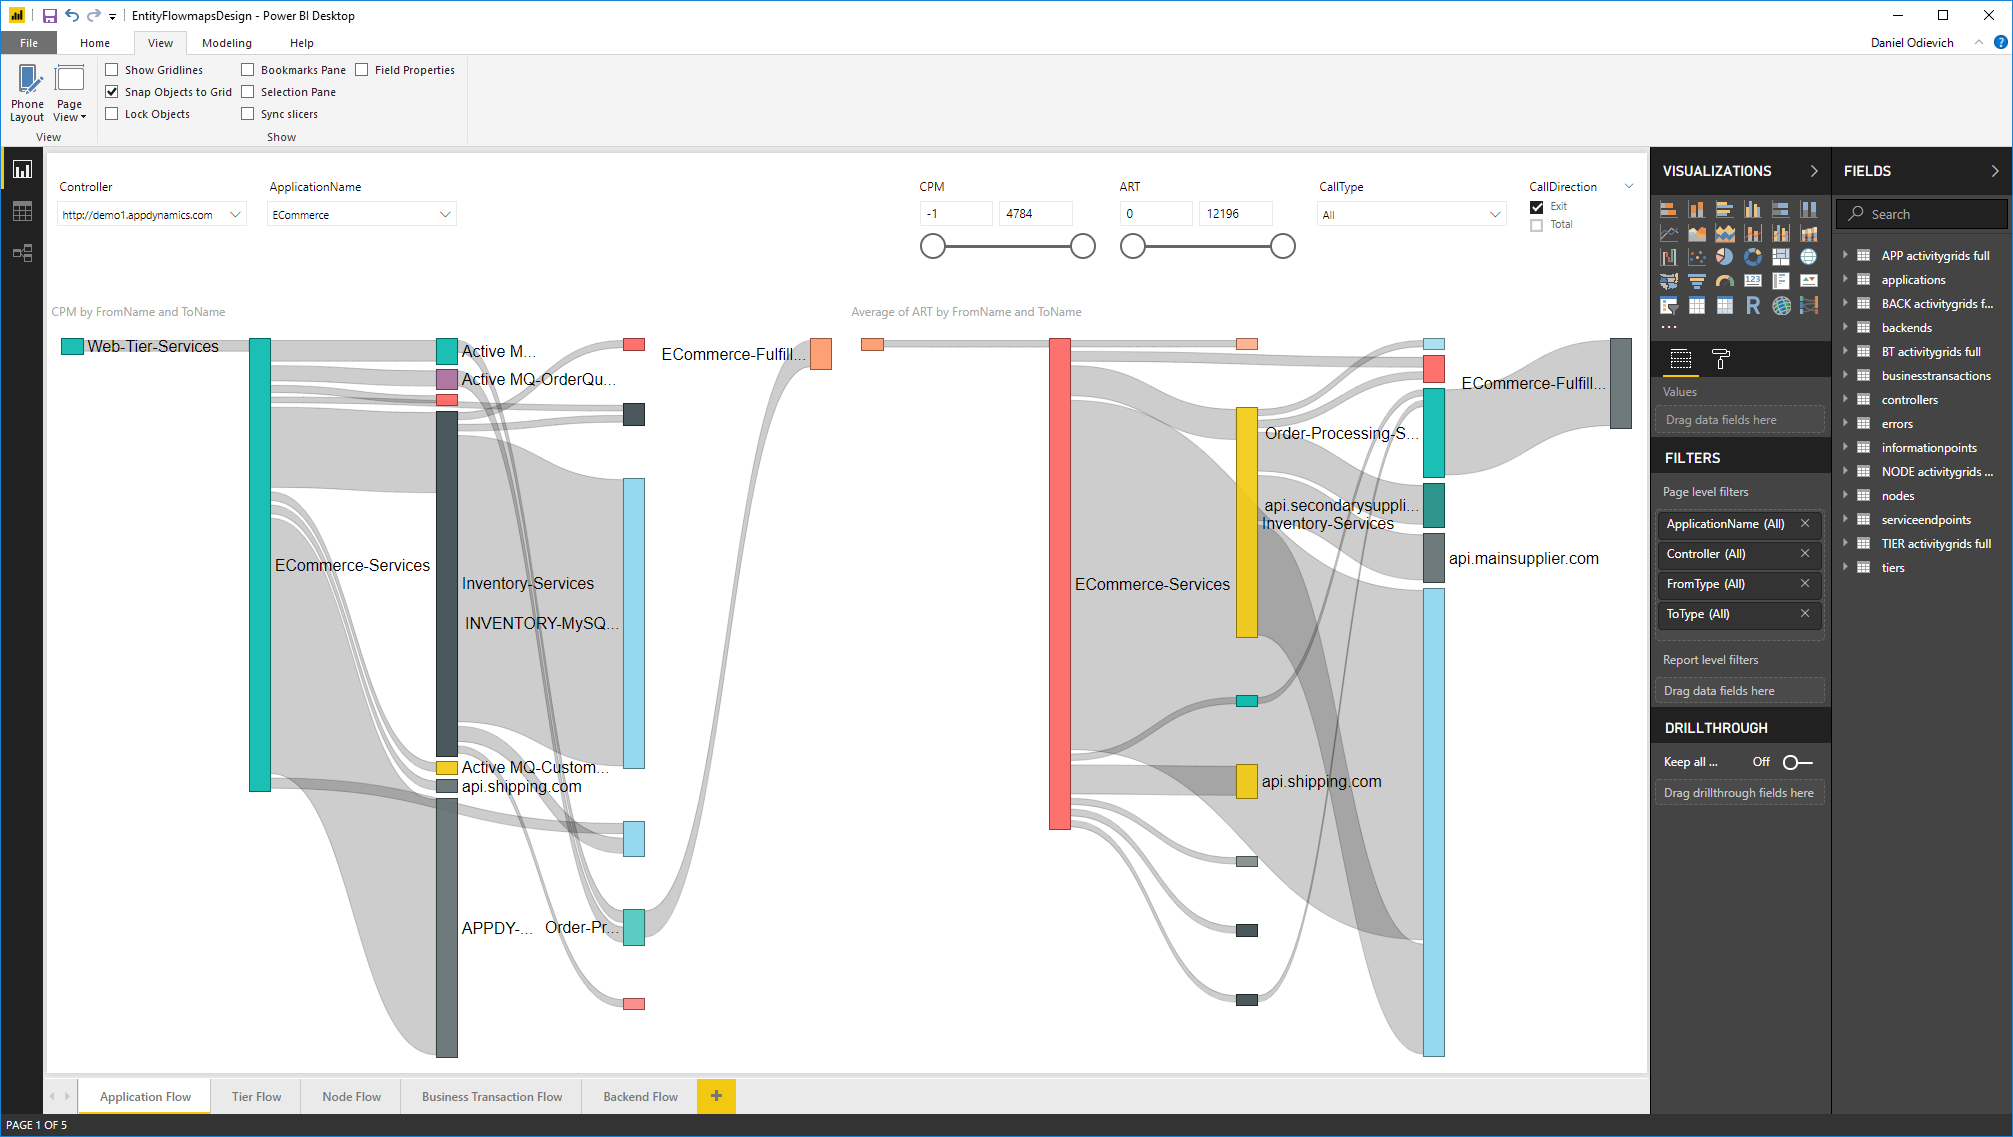 EntityFlowmapsDesign - Power BI Desktop
File Home View Modeling Help Daniel Odievich ?
Show Gridlines Bookmarks Pane Field Properties
Snap Objects to Grid Selection Pane
Lock Objects Sync slicers
Phone Layout
Page View
View Show
Controller
http://demo1.appdynamics.com
ApplicationName
ECommerce
CPM
-1 4784
ART
0 12196
CallType
All
CallDirection
Exit
Total
CPM by FromName and ToName
Web-Tier-Services
Active M...
ECommerce-Fulfill...
Active MQ-OrderQu...
ECommerce-Services
Inventory-Services
INVENTORY-MySQ...
Active MQ-Custom...
api.shipping.com
APPDY-...
Order-Pr...
Average of ART by FromName and ToName
ECommerce-Fulfill...
Order-Processing-S...
api.secondarysuppli...
Inventory-Services
api.mainsupplier.com
ECommerce-Services
api.shipping.com
VISUALIZATIONS
123
R
...
Values
Drag data fields here
FILTERS
Page level filters
ApplicationName (All)
Controller (All)
FromType (All)
ToType (All)
Report level filters
Drag data fields here
DRILLTHROUGH
Keep all ... Off
Drag drillthrough fields here
FIELDS
Search
APP activitygrids full
applications
BACK activitygrids f...
backends
BT activitygrids full
businesstransactions
controllers
errors
informationpoints
NODE activitygrids ...
nodes
serviceendpoints
TIER activitygrids full
tiers
Application Flow Tier Flow Node Flow Business Transaction Flow Backend Flow +
PAGE 1 OF 5